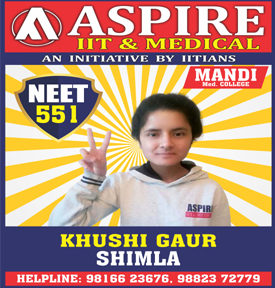 ASPIRE
IIT & MEDICAL
AN INITIATIVE BY IITIANS
MANDI
Med. COLLEGE
NEET
551
ASPIRE
KHUSHI GAUR
SHIMLA
HELPLINE: 98166 23676, 98823 72779